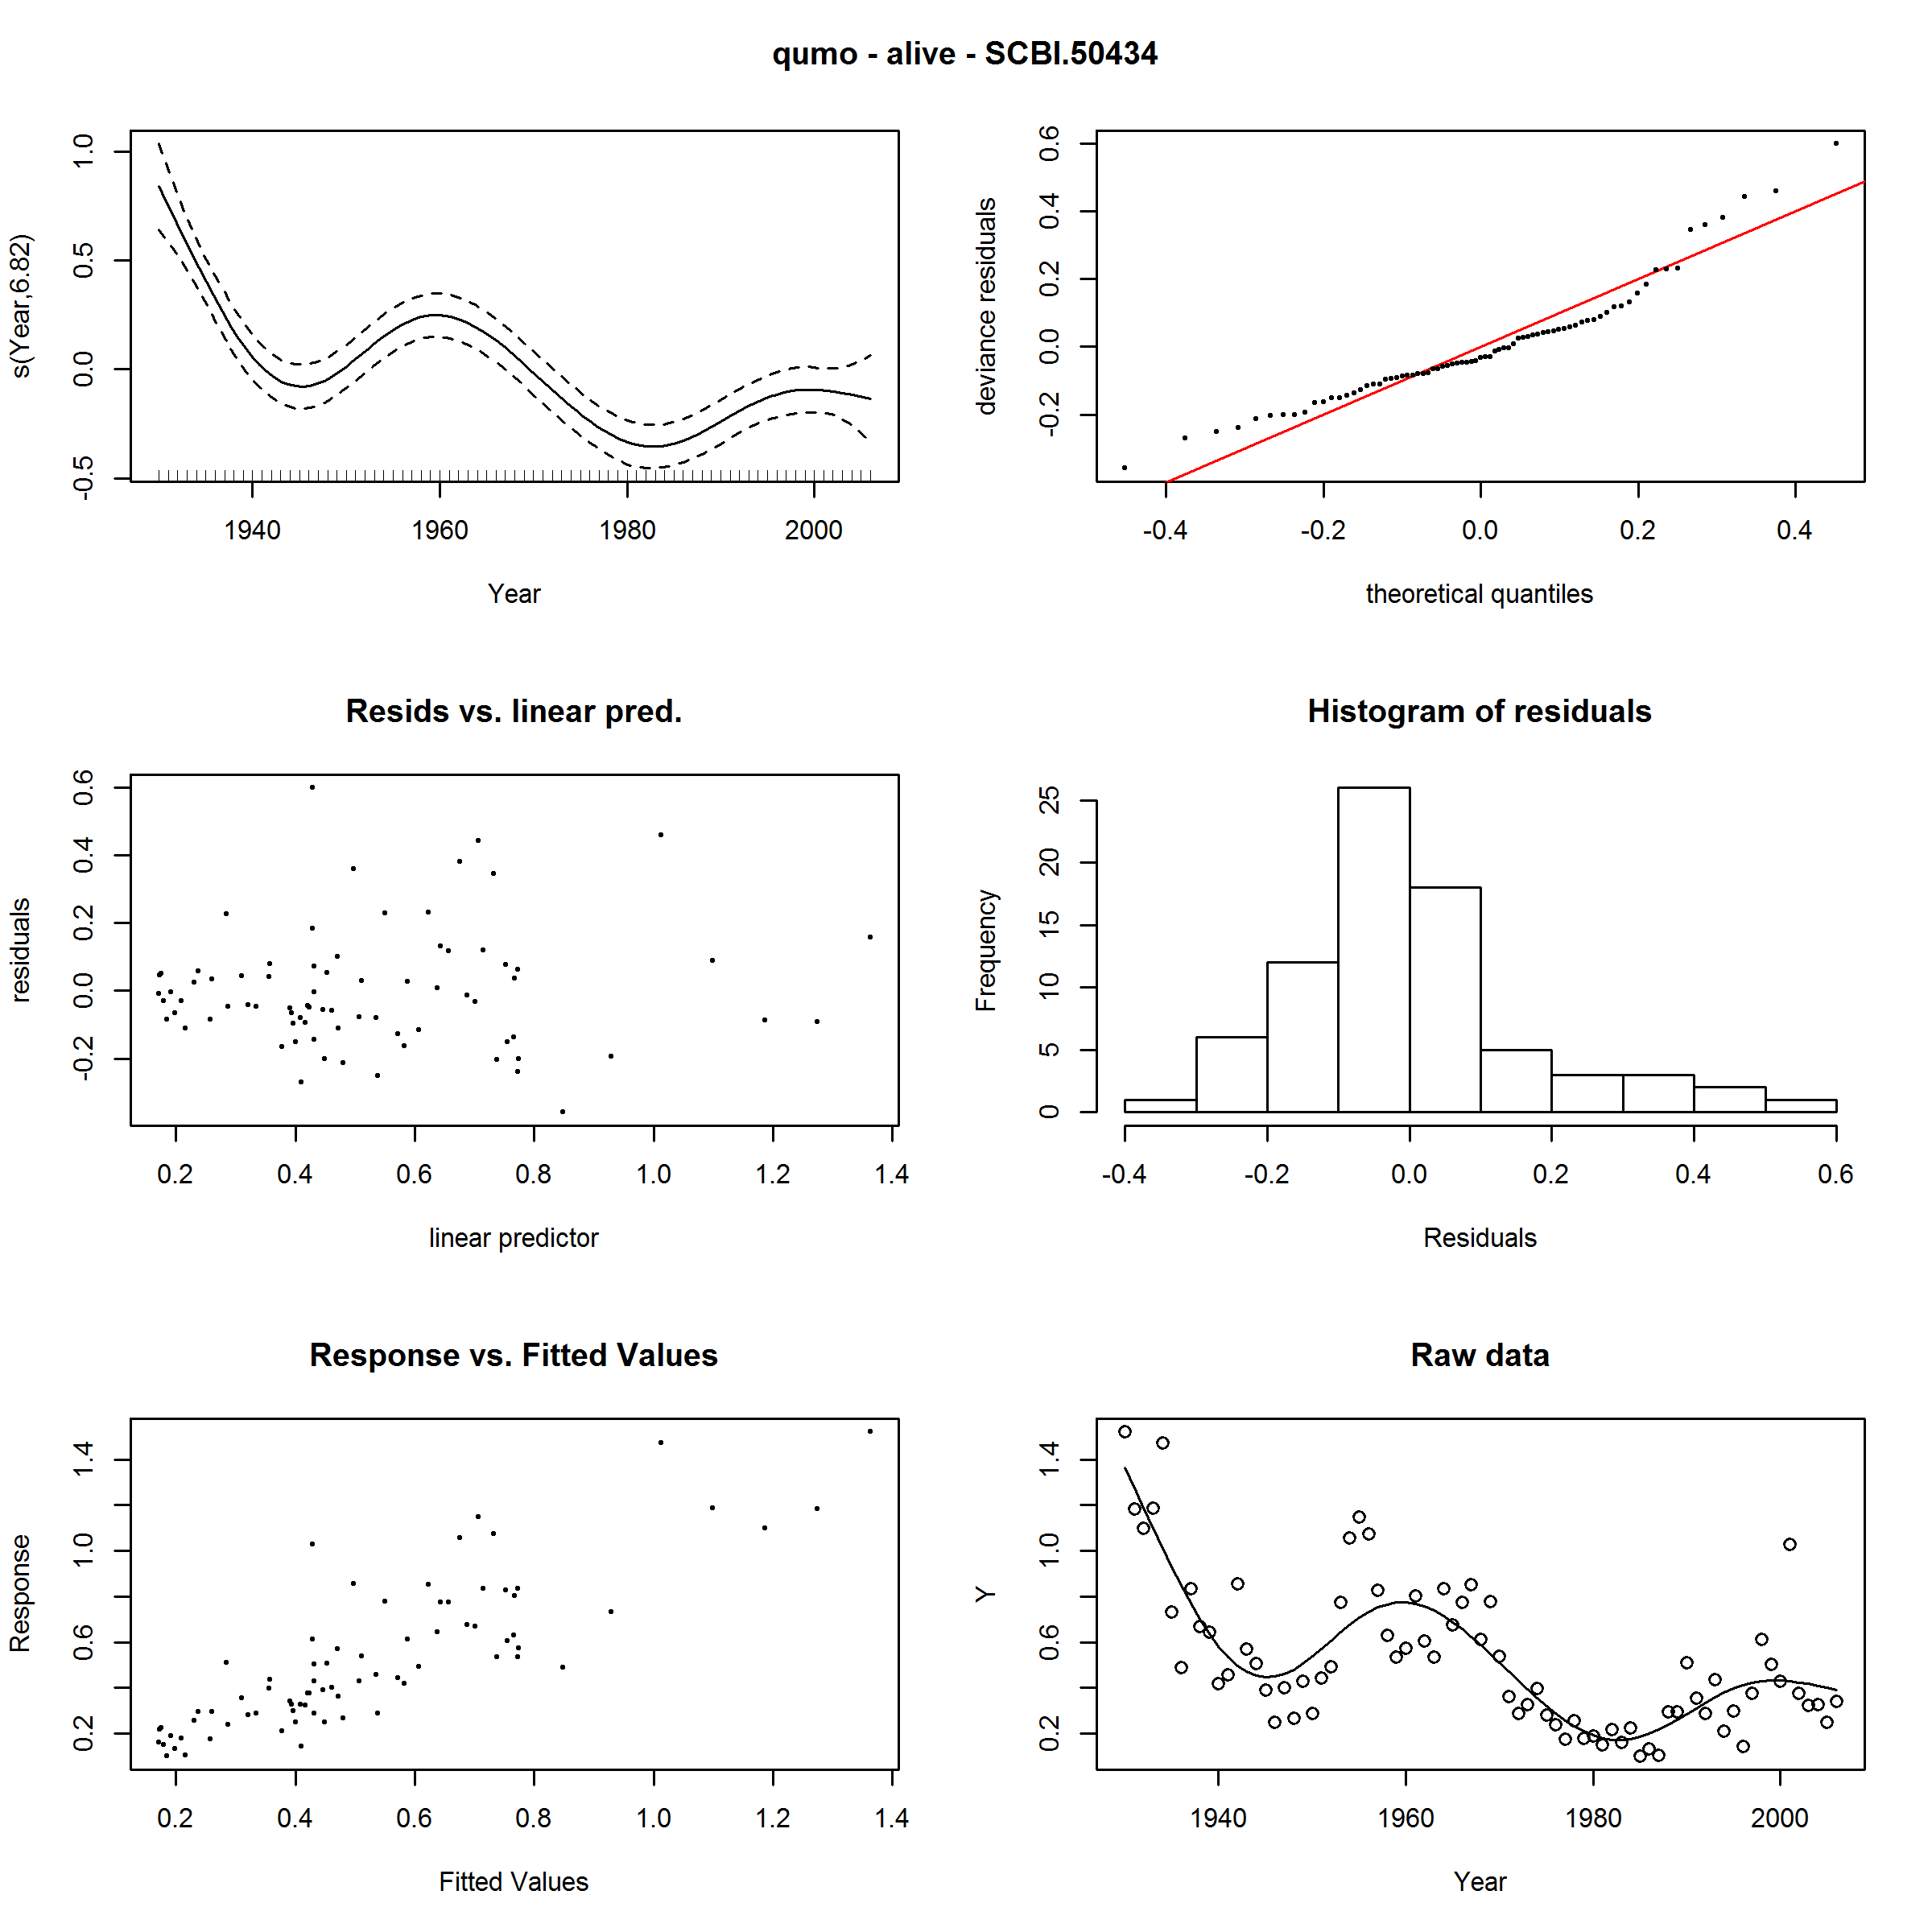 qumo - alive - SCBI.50434
s(Year,6.82)
-0.5 0.0 0.5 1.0
1940 1960 1980 2000
Year
deviance residuals
-0.2 0.0 0.2 0.4 0.6
-0.4 -0.2 0.0 0.2 0.4
theoretical quantiles
Resids vs. linear pred.
residuals
-0.2 0.0 0.2 0.4 0.6
0.2 0.4 0.6 0.8 1.0 1.2 1.4
linear predictor
Histogram of residuals
Frequency
0 5 10 15 20 25
-0.4 -0.2 0.0 0.2 0.4 0.6
Residuals
Response vs. Fitted Values
Response
0.2 0.6 1.0 1.4
0.2 0.4 0.6 0.8 1.0 1.2 1.4
Fitted Values
Raw data
Y
0.2 0.6 1.0 1.4
1940 1960 1980 2000
Year